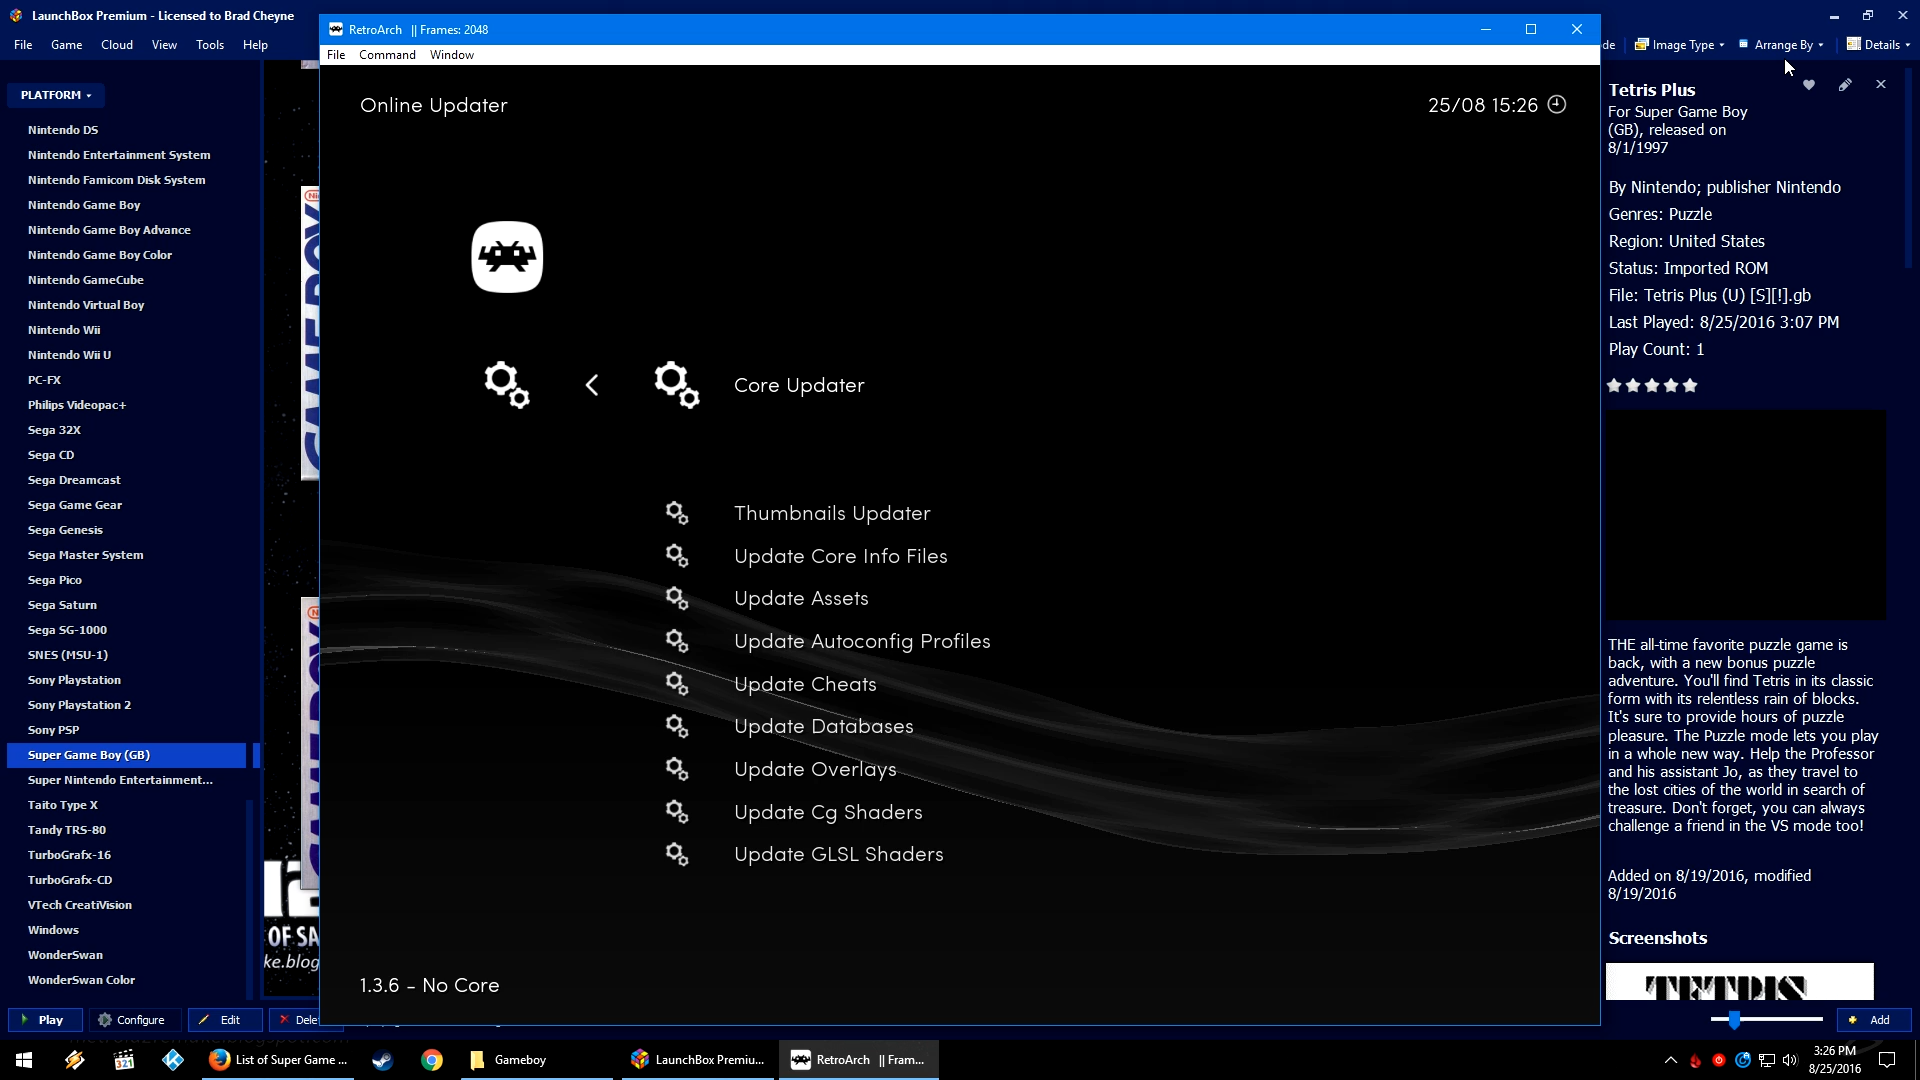 LaunchBox Premium - Licensed to Brad Cheyne
File Game Cloud View Tools Help
RetroArch || Frames: 2048
File Command Window
Image Type Arrange By Details
PLATFORM
Nintendo DS
Nintendo Entertainment System
Nintendo Famicom Disk System
Nintendo Game Boy
Nintendo Game Boy Advance
Nintendo Game Boy Color
Nintendo GameCube
Nintendo Virtual Boy
Nintendo Wii
Nintendo Wii U
PC-FX
Philips Videopac+
Sega 32X
Sega CD
Sega Dreamcast
Sega Game Gear
Sega Genesis
Sega Master System
Sega Pico
Sega Saturn
Sega SG-1000
SNES (MSU-1)
Sony Playstation
Sony Playstation 2
Sony PSP
Super Game Boy (GB)
Super Nintendo Entertainment...
Taito Type X
Tandy TRS-80
TurboGrafx-16
TurboGrafx-CD
VTech CreatiVision
Windows
WonderSwan
WonderSwan Color
Online Updater
25/08 15:26
Core Updater
Thumbnails Updater
Update Core Info Files
Update Assets
Update Autoconfig Profiles
Update Cheats
Update Databases
Update Overlays
Update Cg Shaders
Update GLSL Shaders
1.3.6 - No Core
Tetris Plus
For Super Game Boy
(GB), released on
8/1/1997
By Nintendo; publisher Nintendo
Genres: Puzzle
Region: United States
Status: Imported ROM
File: Tetris Plus (U) [S][!].gb
Last Played: 8/25/2016 3:07 PM
Play Count: 1
THE all-time favorite puzzle game is
back, with a new bonus puzzle
adventure. You'll find Tetris in its classic
form with its relentless rain of blocks.
It's sure to provide hours of puzzle
pleasure. The Puzzle mode lets you play
in a whole new way. Help the Professor
and his assistant Jo, as they travel to
the lost cities of the world in search of
treasure. Don't forget, you can always
challenge a friend in the VS mode too!
Added on 8/19/2016, modified
8/19/2016
Screenshots
TETRIS
Play Configure Edit Dele
Add
List of Super Game ...
Gameboy
LaunchBox Premiu...
RetroArch || Fram...
3:26 PM
8/25/2016